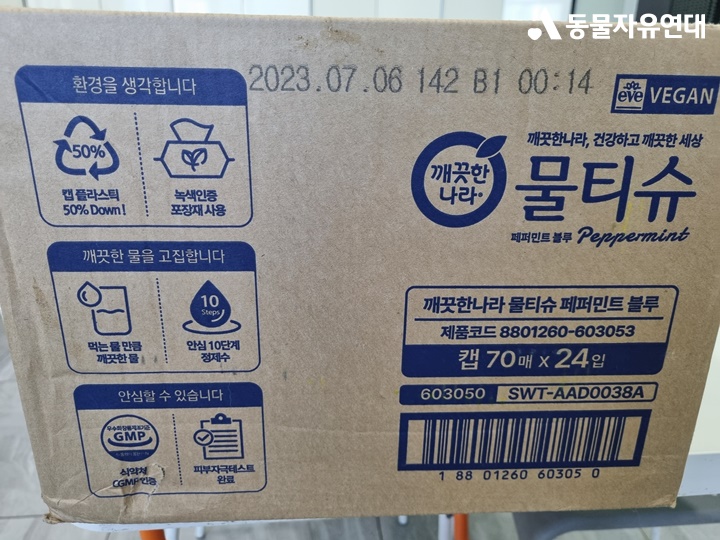 동물자유연대
환경을 생각합니다
2023.07.06 142 B1 00:14
eve VEGAN
50%
캡 플라스틱
50% Down!
녹색인증
포장재 사용
깨끗한나라, 건강하고 깨끗한 세상
깨끗한
나라
물티슈
페퍼민트 블루 Peppermint
깨끗한 물을 고집합니다
먹는 물 만큼
깨끗한 물
10
Steps
안심 10단계
정제수
깨끗한나라 물티슈 페퍼민트 블루
제품코드 8801260-603053
캡 70매 x 24입
603050 SWT-AAD0038A
안심할 수 있습니다
GMP
식약처
CGMP 인증
피부자극테스트
완료
1 88 01260 60305 0